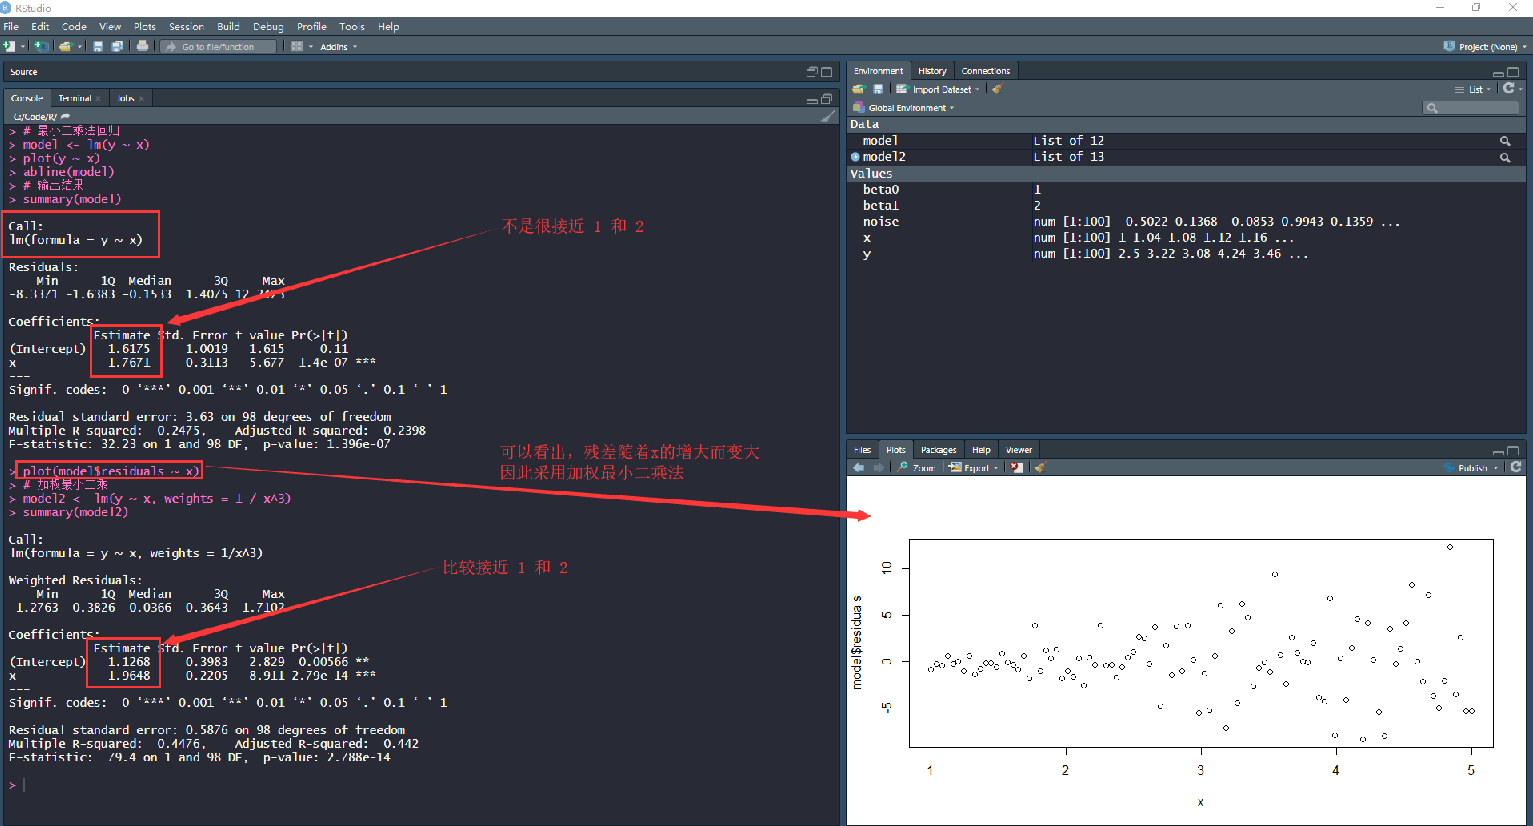 RStudio
File Edit Code View Plots Session Build Debug Profile Tools Help
Go to file/function Addins Project: (None)
Source
Console Terminal Jobs
G:/Code/R/
> # 最小二乘法回归
> model <- lm(y ~ x)
> plot(y ~ x)
> abline(model)
> # 输出结果
> summary(model)
Call:
lm(formula = y ~ x)
不是很接近 1 和 2
Residuals:
Min 1Q Median 3Q Max
-8.3371 -1.6383 -0.1533 1.4075
Coefficients:
Estimate Std. Error t value Pr(>|t|)
(Intercept) 1.6175 1.0019 1.615 0.11
x 1.7671 0.3113 5.677 1.4e-07 ***
---
Signif. codes: 0 ‘***’ 0.001 ‘**’ 0.01 ‘*’ 0.05 ‘.’ 0.1 ‘ ’ 1
Residual standard error: 3.63 on 98 degrees of freedom
Multiple R-squared: 0.2475, Adjusted R-squared: 0.2398
F-statistic: 32.23 on 1 and 98 DF, p-value: 1.396e-07
可以看出，残差随着x的增大而变大
因此采用加权最小二乘法
> plot(model$residuals ~ x)
> # 加权最小二乘
> model2 <- lm(y ~ x, weights = 1 / x^3)
> summary(model2)
Call:
lm(formula = y ~ x, weights = 1/x^3)
比较接近 1 和 2
Weighted Residuals:
Min 1Q Median 3Q Max
1.2763 0.3826 0.0366 0.3643 1.7102
Coefficients:
Estimate Std. Error t value Pr(>|t|)
(Intercept) 1.1268 0.3983 2.829 0.00566 **
x 1.9648 0.2205 8.911 2.79e-14 ***
---
Signif. codes: 0 ‘***’ 0.001 ‘**’ 0.01 ‘*’ 0.05 ‘.’ 0.1 ‘ ’ 1
Residual standard error: 0.5876 on 98 degrees of freedom
Multiple R-squared: 0.4476, Adjusted R-squared: 0.442
F-statistic: 79.4 on 1 and 98 DF, p-value: 2.788e-14
>
Environment History Connections
Import Dataset List
Global Environment
Data
model List of 12
model2 List of 13
Values
beta0 1
beta1 2
noise num [1:100] 0.5022 0.1368 0.0853 0.9943 0.1359 ...
x num [1:100] 1 1.04 1.08 1.12 1.16 ...
y num [1:100] 2.5 3.22 3.08 4.24 3.46 ...
Files Plots Packages Help Viewer
Zoom Export Publish
model$residuals
10
5
0
-5
1 2 3 4 5
x